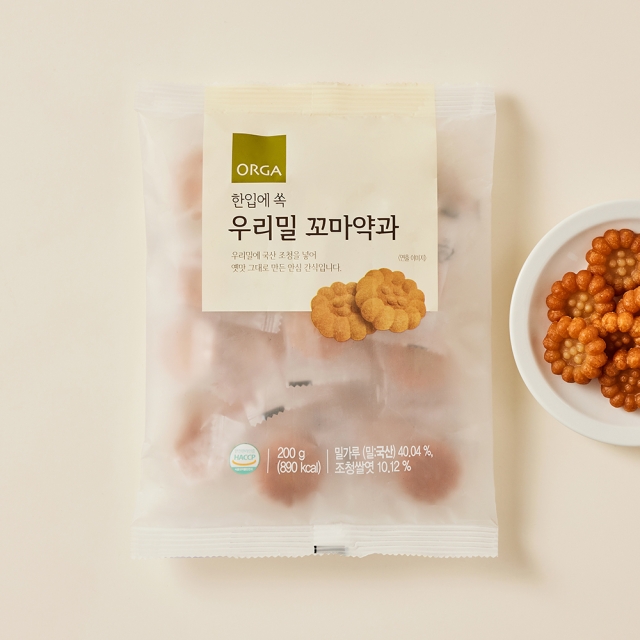 ORGA
한입에 쏙
우리밀 꼬마약과
우리밀에 국산 조청을 넣어
옛맛 그대로 만든 안심 간식입니다.
(연출 이미지)
HACCP
200 g
(890 kcal)
밀가루 (밀:국산) 40.04 %,
조청쌀엿 10.12 %